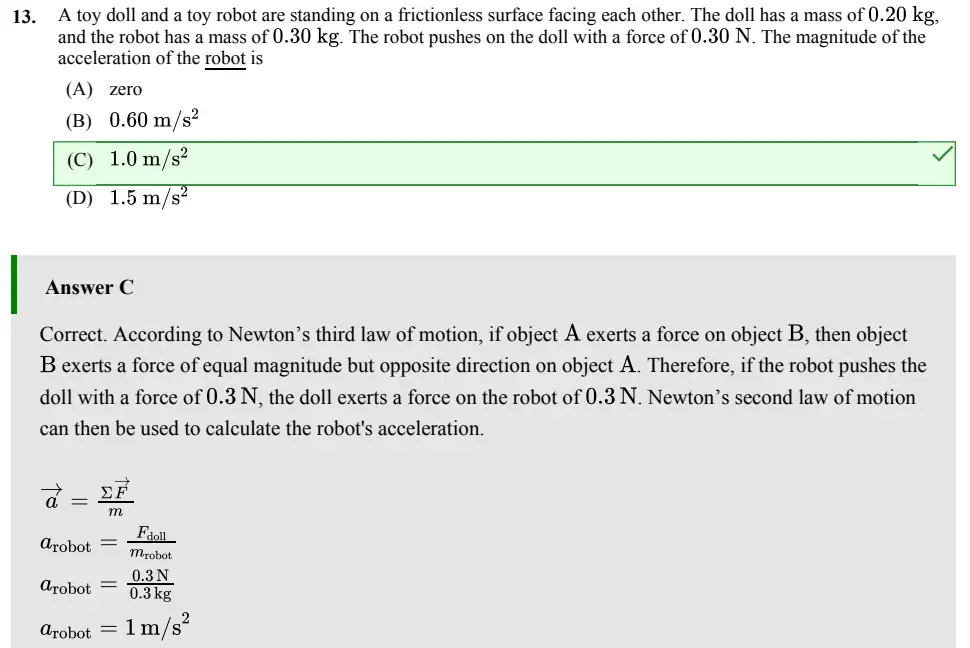 13. A toy doll and a toy robot are standing on a frictionless surface facing each other. The doll has a mass of 0.20 kg,
and the robot has a mass of 0.30 kg. The robot pushes on the doll with a force of 0.30 N. The magnitude of the
acceleration of the robot is
(A) zero
(B) 0.60 m/s²
(C) 1.0 m/s²
(D) 1.5 m/s²
Answer C
Correct. According to Newton’s third law of motion, if object A exerts a force on object B, then object
B exerts a force of equal magnitude but opposite direction on object A. Therefore, if the robot pushes the
doll with a force of 0.3 N, the doll exerts a force on the robot of 0.3 N. Newton’s second law of motion
can then be used to calculate the robot's acceleration.
a⃗ = ΣF⃗/m
a_robot = F_doll/m_robot
a_robot = 0.3 N/0.3 kg
a_robot = 1 m/s²